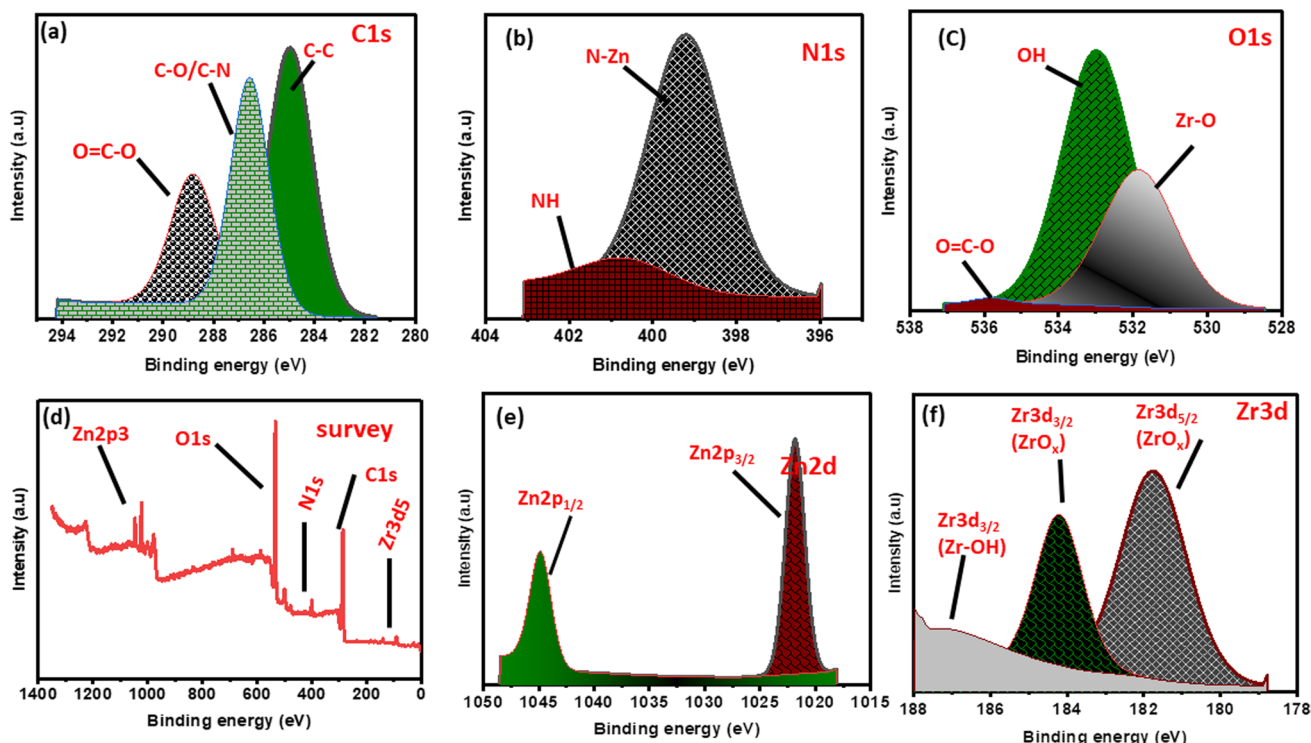 (a)
C1s
C-C
C-O/C-N
O=C-O
Intensity (a.u)
294 292 290 288 286 284 282 280
Binding energy (eV)
(b)
N1s
N-Zn
NH
Intensity (a.u)
404 402 400 398 396
Binding energy (eV)
(C)
O1s
OH
Zr-O
O=C-O
Intensity (a.u)
538 536 534 532 530 528
Binding energy (eV)
(d)
survey
Zn2p3
O1s
N1s
C1s
Zr3d5
Intensity (a.u)
1400 1200 1000 800 600 400 200 0
Binding energy (eV)
(e)
Zn2d
Zn2p3/2
Zn2p1/2
Intensity (a.u)
1050 1045 1040 1035 1030 1025 1020 1015
Binding energy (eV)
(f)
Zr3d
Zr3d3/2
(ZrOx)
Zr3d5/2
(ZrOx)
Zr3d3/2
(Zr-OH)
Intensity (a.u)
188 186 184 182 180 178
Binding energy (eV)